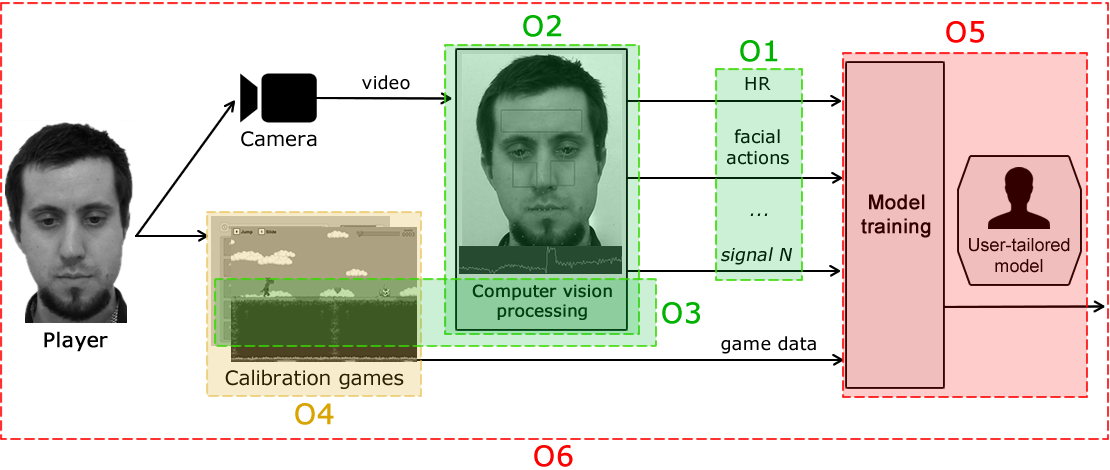 O2
O1
O5
video
HR
Camera
facial
actions
...
signal N
Model
training
User-tailored
model
Jump
Slide
Computer vision
processing
O3
Player
game data
Calibration games
O4
O6